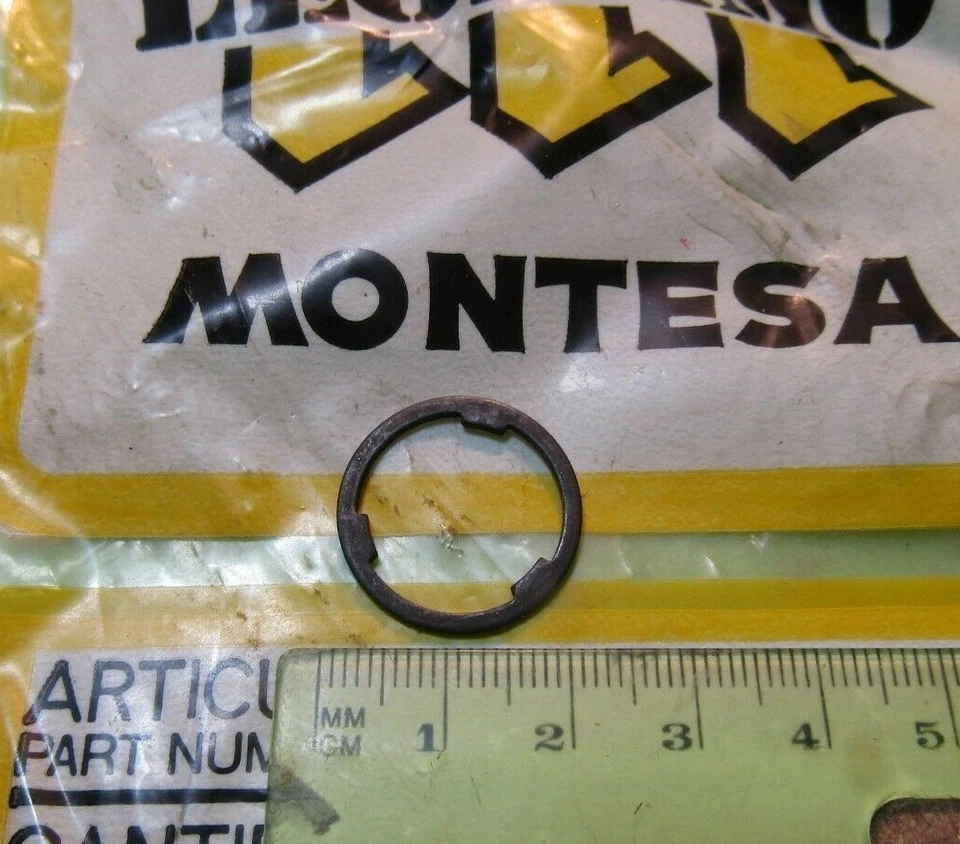 MONTESA
ARTICU
PART NUM
MM
CM 1 2 3 4 5